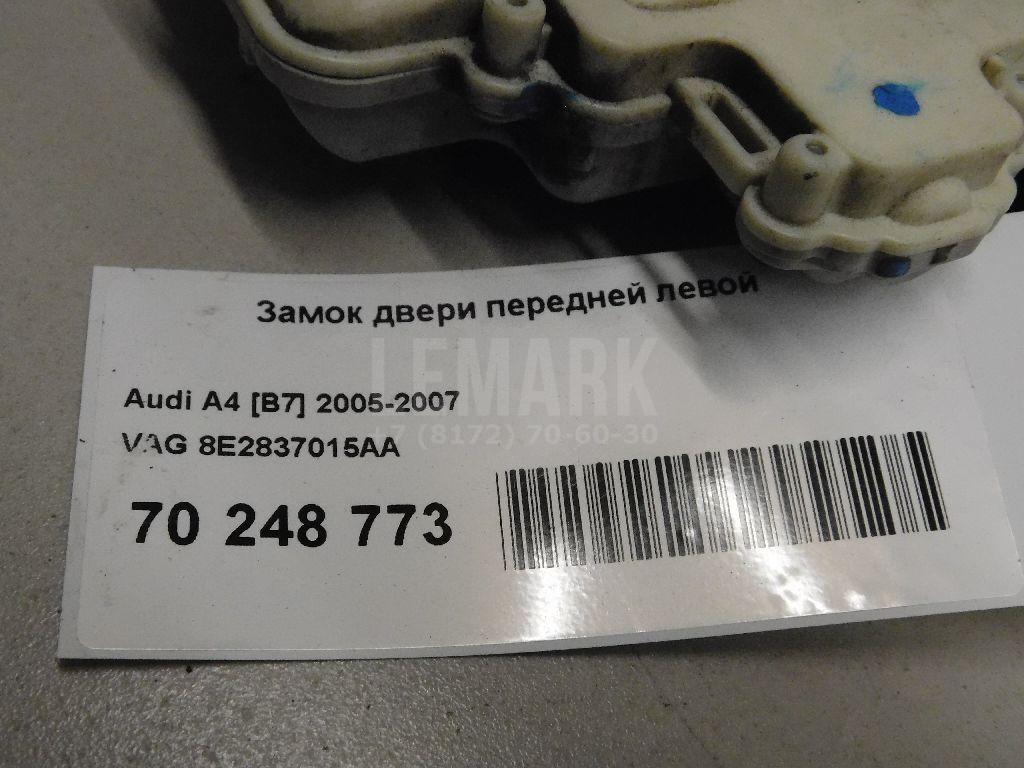 Замок двери передней левой
LEMARK
Audi A4 [B7] 2005-2007
+7 (8172) 70-60-30
VAG 8E2837015AA
70 248 773